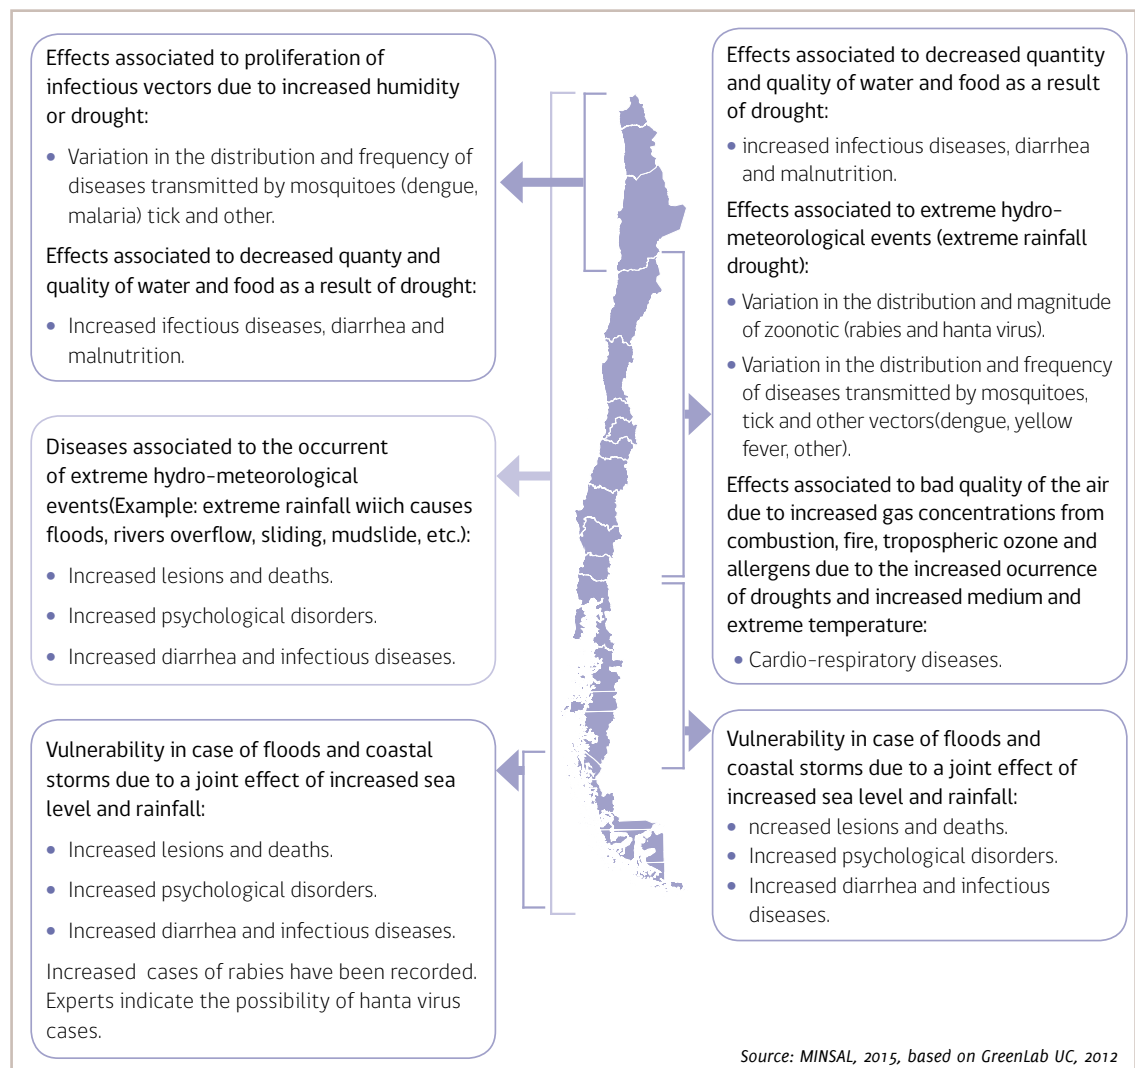 Effects associated to proliferation of
infectious vectors due to increased humidity
or drought:
• Variation in the distribution and frequency of
diseases transmitted by mosquitoes (dengue,
malaria) tick and other.
Effects associated to decreased quanty and
quality of water and food as a result of drought:
• Increased ifectious diseases, diarrhea and
malnutrition.
Diseases associated to the occurrent
of extreme hydro-meteorological
events(Example: extreme rainfall wiich causes
floods, rivers overflow, sliding, mudslide, etc.):
• Increased lesions and deaths.
• Increased psychological disorders.
• Increased diarrhea and infectious diseases.
Vulnerability in case of floods and coastal
storms due to a joint effect of increased sea
level and rainfall:
• Increased lesions and deaths.
• Increased psychological disorders.
• Increased diarrhea and infectious diseases.
Increased cases of rabies have been recorded.
Experts indicate the possibility of hanta virus
cases.
Effects associated to decreased quantity
and quality of water and food as a result
of drought:
• increased infectious diseases, diarrhea
and malnutrition.
Effects associated to extreme hydro-
meteorological events (extreme rainfall
drought):
• Variation in the distribution and magnitude
of zoonotic (rabies and hanta virus).
• Variation in the distribution and frequency
of diseases transmitted by mosquitoes,
tick and other vectors(dengue, yellow
fever, other).
Effects associated to bad quality of the air
due to increased gas concentrations from
combustion, fire, tropospheric ozone and
allergens due to the increased ocurrence
of droughts and increased medium and
extreme temperature:
• Cardio-respiratory diseases.
Vulnerability in case of floods and
coastal storms due to a joint effect of
increased sea level and rainfall:
• ncreased lesions and deaths.
• Increased psychological disorders.
• Increased diarrhea and infectious
diseases.
Source: MINSAL, 2015, based on GreenLab UC, 2012